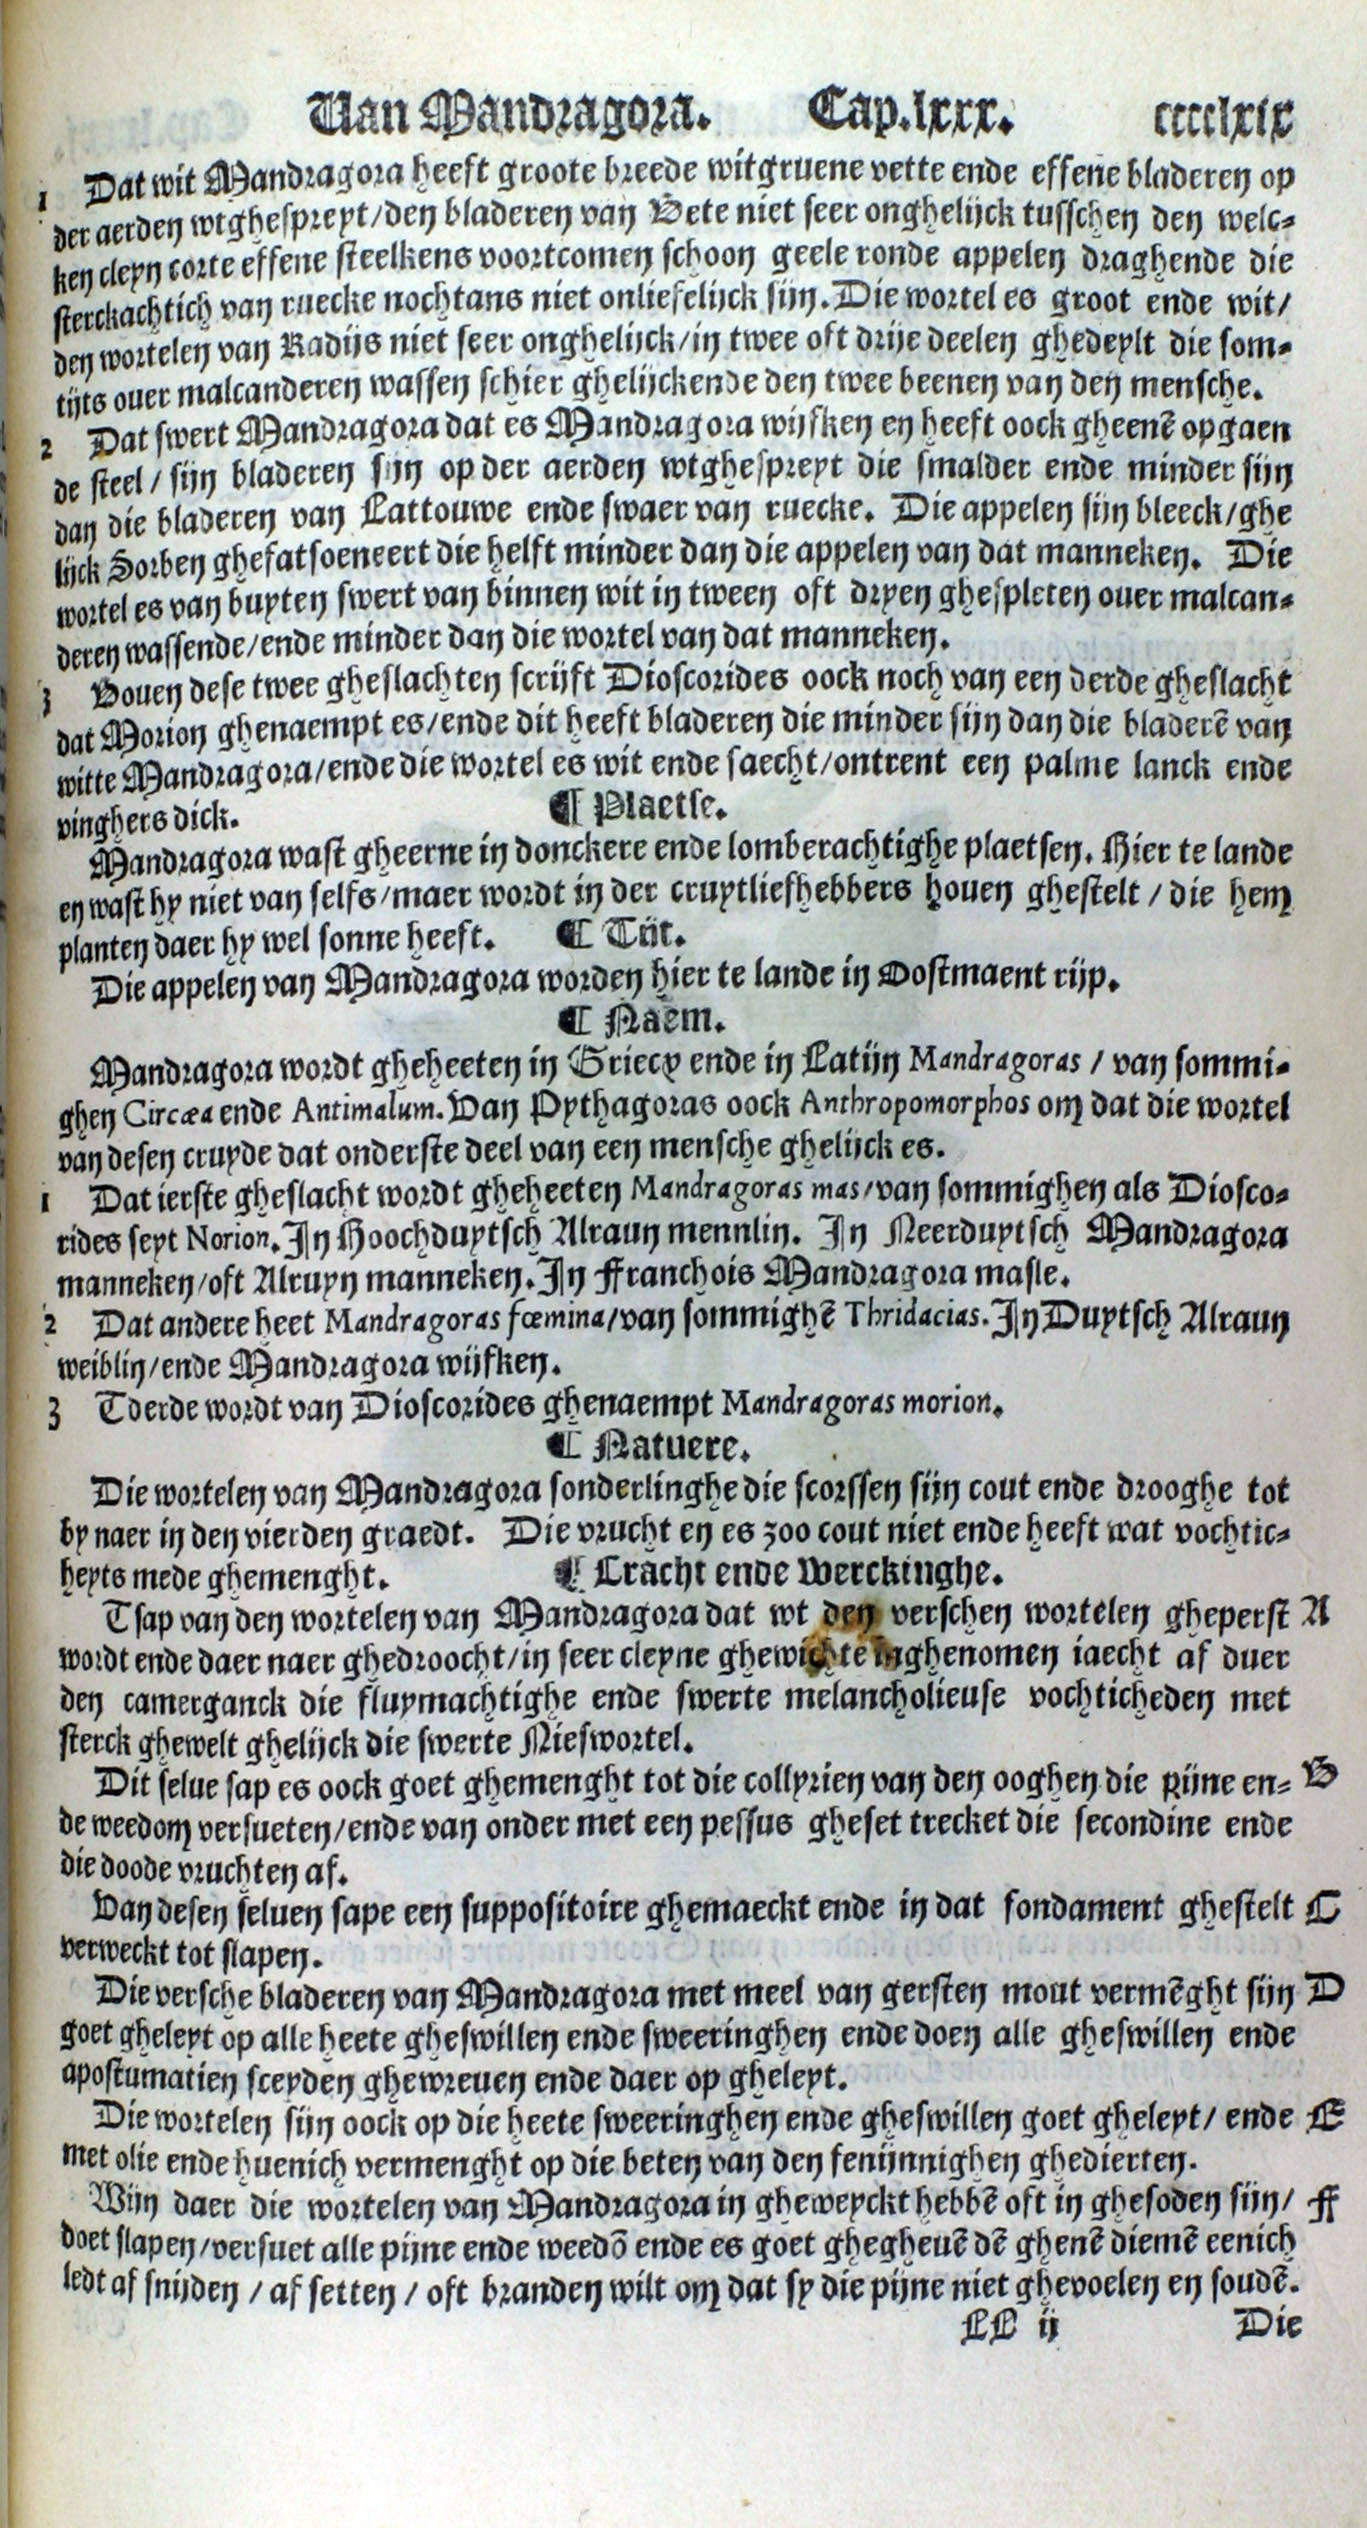 Van Mandragora. Cap.lxxx. cccclxix
1 Dat wit Mandragora heeft groote breede witgruene vette ende effene bladeren op
der aerden wtghespreyt/den bladeren van Bete niet seer onghelijck tusschen den welc-
ken cleyn corte effene steelkens voortcomen schoon geele ronde appelen draghende die
sterckachtich van ruecke nochtans niet onliefelijck sijn. Die wortel es groot ende wit/
den wortelen van Radijs niet seer onghelijck/in twee oft drije deelen ghedeylt die som-
tijts ouer malcanderen wassen schier ghelijckende den twee beenen van den mensche.
2 Dat swert Mandragora dat es Mandragora wijfken en heeft oock gheenẽ opgaen
de steel/ sijn bladeren sijn op der aerden wtghespreyt die smalder ende minder sijn
dan die bladeren van Lattouwe ende swaer van ruecke. Die appelen sijn bleeck/ghe
lijck Sorben ghefatsoeneert die helft minder dan die appelen van dat manneken. Die
wortel es van buyten swert van binnen wit in tween oft dryen ghespleten ouer malcan-
deren wassende/ende minder dan die wortel van dat manneken.
3 Bouen dese twee gheslachten scrijft Dioscorides oock noch van een derde gheslacht
dat Morion ghenaempt es/ende dit heeft bladeren die minder sijn dan die bladerẽ van
witte Mandragora/ende die wortel es wit ende saecht/ontrent een palme lanck ende
vinghers dick. ¶ Plaetse.
Mandragora wast gheerne in donckere ende lomberachtighe plaetsen. Hier te lande
en wast hy niet van selfs/maer wordt in der cruytliefhebbers houen ghestelt/die hem
planten daer hy wel sonne heeft. ¶ Tijt.
Die appelen van Mandragora worden hier te lande in Oostmaent rijp.
¶ Naem.
Mandragora wordt gheheeten in Griecx ende in Latijn Mandragoras / van sommi-
ghen Circæa ende Antimalum. Van Pythagoras oock Anthropomorphos om dat die wortel
van desen cruyde dat onderste deel van een mensche ghelijck es.
1 Dat ierste gheslacht wordt gheheeten Mandragoras mas/van sommighen als Diosco-
rides seyt Norion. In Hoochduytsch Alraun mennlin. In Neerduytsch Mandragora
manneken/oft Alruyn manneken. In Franchois Mandragora masle.
2 Dat andere heet Mandragoras fœmina/van sommighẽ Thridacias. In Duytsch Alraun
weiblin/ende Mandragora wijfken.
3 Tderde wordt van Dioscorides ghenaempt Mandragoras morion.
¶ Natuere.
Die wortelen van Mandragora sonderlinghe die scorssen sijn cout ende drooghe tot
by naer in den vierden graedt. Die vrucht en es zoo cout niet ende heeft wat vochtic-
heyts mede ghemenght. ¶ Cracht ende Werckinghe.
Tsap van den wortelen van Mandragora dat wt den verschen wortelen gheperst A
wordt ende daer naer ghedroocht/in seer cleyne ghewichte inghenomen iaecht af duer
den camerganck die fluymachtighe ende swerte melancholieuse vochticheden met
sterck ghewelt ghelijck die swerte Nieswortel.
Dit selue sap es oock goet ghemenght tot die collyrien van den ooghen die pijne en- B
de weedom versueten/ende van onder met een pessus gheset trecket die secondine ende
die doode vruchten af.
Van desen seluen sape een suppositoire ghemaeckt ende in dat fondament ghestelt C
verweckt tot slapen.
Die versche bladeren van Mandragora met meel van gersten mout vermẽght sijn D
goet gheleyt op alle heete gheswillen ende sweeringhen ende doen alle gheswillen ende
apostumatien sceyden ghewreuen ende daer op gheleyt.
Die wortelen sijn oock op die heete sweeringhen ende gheswillen goet gheleyt/ ende E
met olie ende huenich vermenght op die beten van den fenijnnighen ghedierten.
Wijn daer die wortelen van Mandragora in gheweyckt hebbẽ oft in ghesoden sijn/ F
doet slapen/versuet alle pijne ende weedõ ende es goet ghegheuẽ dẽ ghenẽ diemẽ eenich
ledt af snijden / af setten / oft branden wilt om dat sy die pijne niet ghevoelen en soudẽ.
LL ij Die